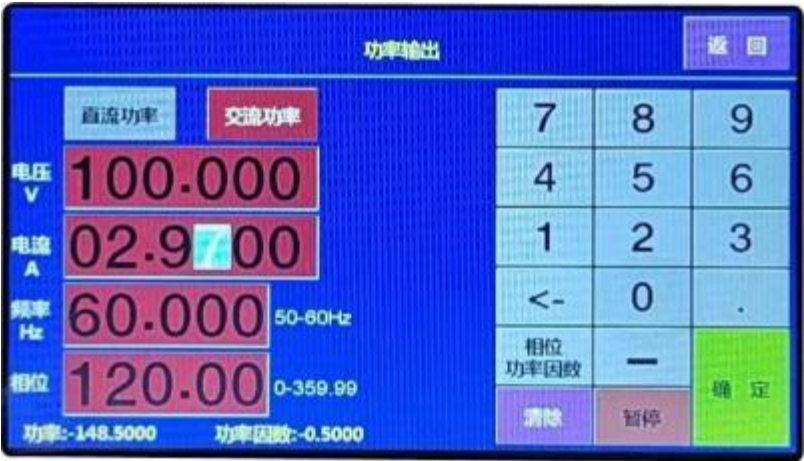 功率输出
返 回
直流功率 交流功率
电压 V 100.000
电流 A 02.9700
频率 Hz 60.000 50-60Hz
相位 120.00 0-359.99
功率:-148.5000 功率因数:-0.5000
7 8 9
4 5 6
1 2 3
<- 0 .
相位
功率因数 —
确 定
清除 暂停